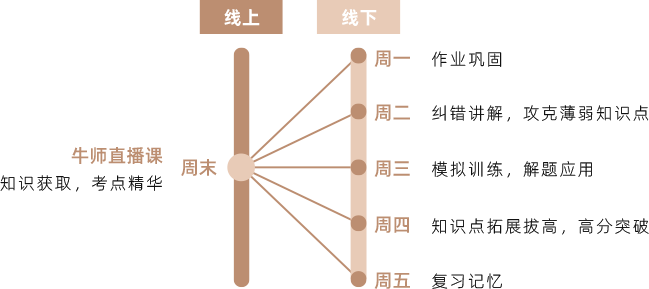 线上
线下
周一 作业巩固
周二 纠错讲解，攻克薄弱知识点
牛师直播课
知识获取，考点精华
周末
周三 模拟训练，解题应用
周四 知识点拓展拔高，高分突破
周五 复习记忆